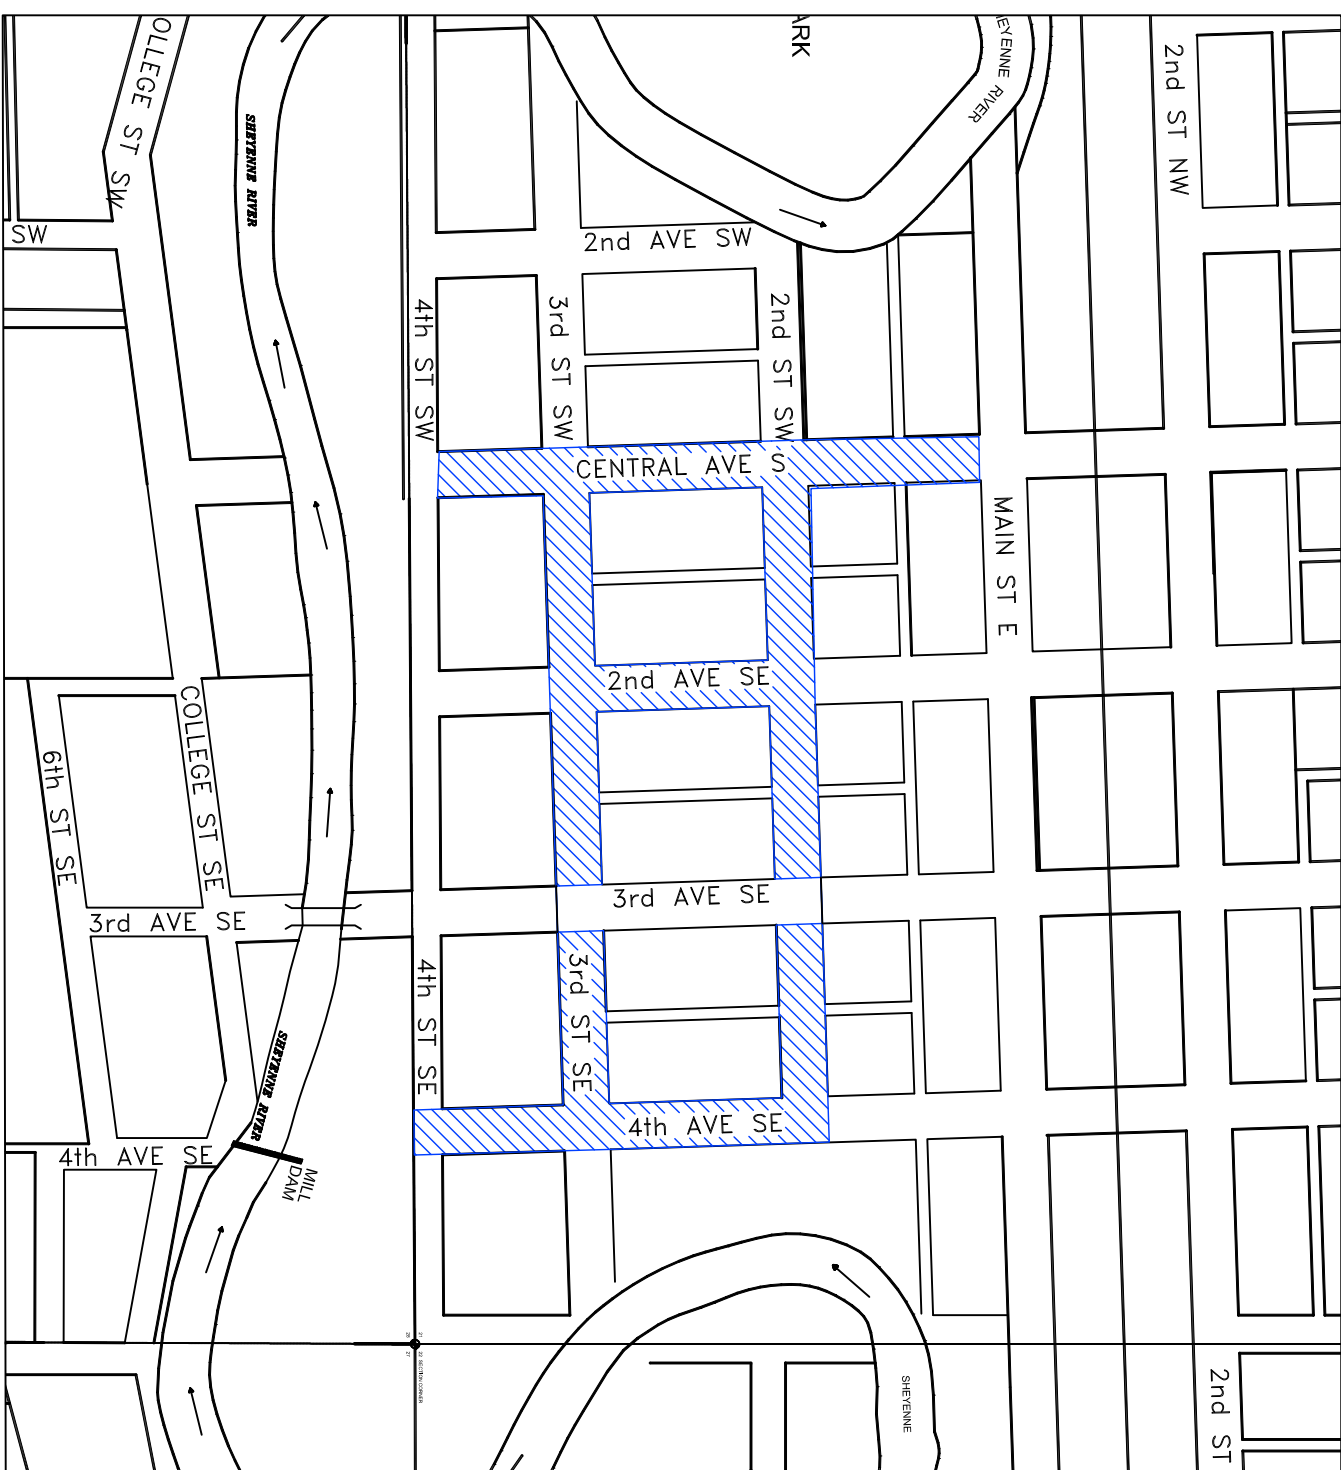 OLLEGE ST SW
SHEYENNE RIVER
ARK
EYENNE RIVER
2nd ST NW
SW
2nd AVE SW
4th ST SW
3rd ST SW
2nd ST SW
CENTRAL AVE S
MAIN ST E
2nd AVE SE
COLLEGE ST SE
6th ST SE
3rd AVE SE
3rd AVE SE
4th ST SE
3rd ST SE
SHEYENNE RIVER
4th AVE SE
4th AVE SE
MILL
DAM
SHEYENNE
2nd ST